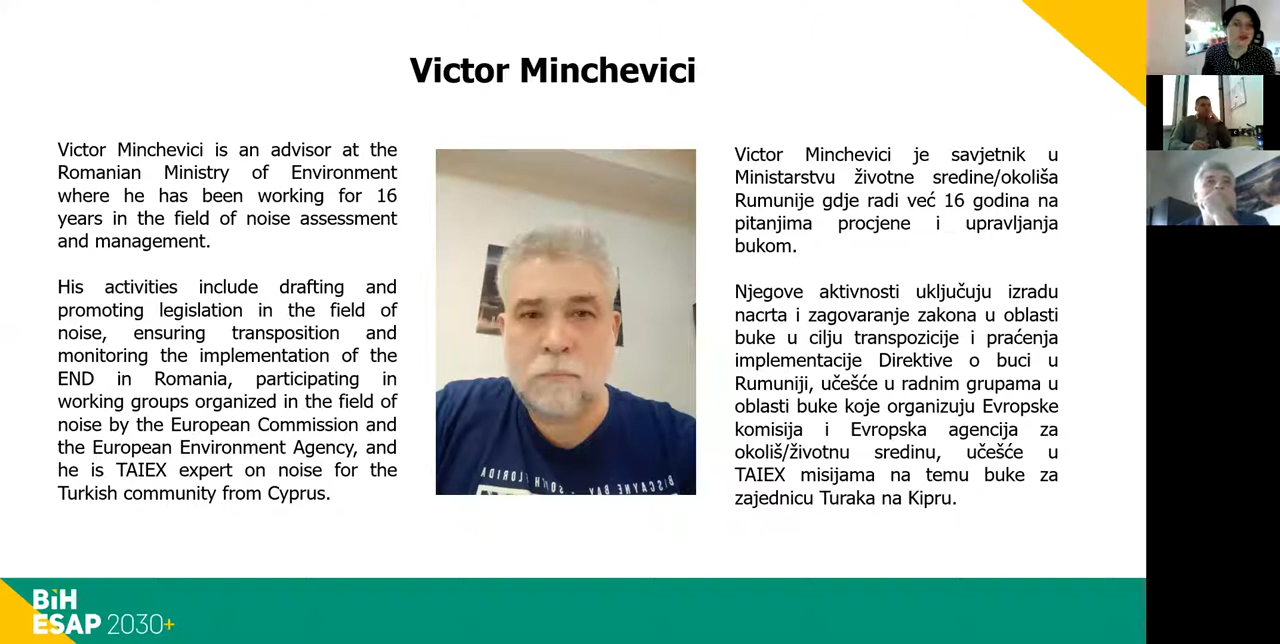 Victor Minchevici
Victor Minchevici is an advisor at the
Romanian Ministry of Environment
where he has been working for 16
years in the field of noise assessment
and management.
His activities include drafting and
promoting legislation in the field of
noise, ensuring transposition and
monitoring the implementation of the
END in Romania, participating in
working groups organized in the field of
noise by the European Commission and
the European Environment Agency, and
he is TAIEX expert on noise for the
Turkish community from Cyprus.
BISCAYNE BAY - SOUTH FLORIDA
Victor Minchevici je savjetnik u
Ministarstvu životne sredine/okoliša
Rumunije gdje radi već 16 godina na
pitanjima procjene i upravljanja
bukom.
Njegove aktivnosti uključuju izradu
nacrta i zagovaranje zakona u oblasti
buke u cilju transpozicije i praćenja
implementacije Direktive o buci u
Rumuniji, učešće u radnim grupama u
oblasti buke koje organizuju Evropske
komisija i Evropska agencija za
okoliš/životnu sredinu, učešće u
TAIEX misijama na temu buke za
zajednicu Turaka na Kipru.
BiH
ESAP 2030+